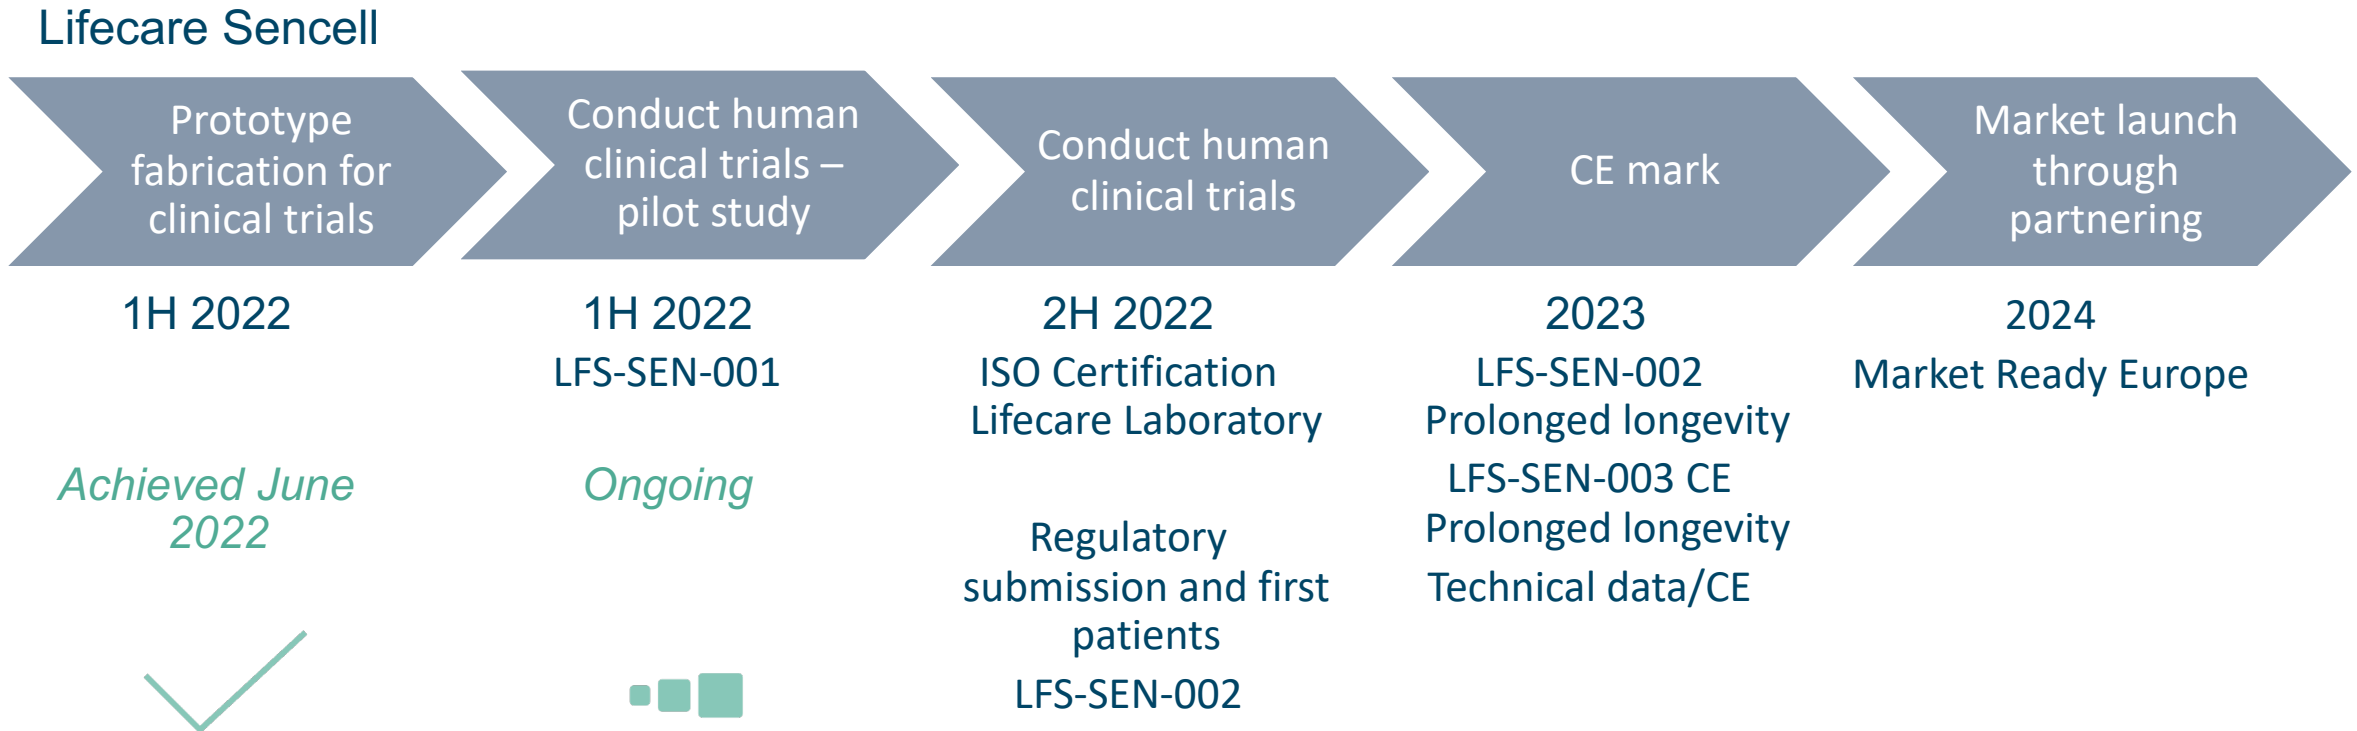 Lifecare Sencell
Prototype
fabrication for
clinical trials
Conduct human
clinical trials –
pilot study
Conduct human
clinical trials
CE mark
Market launch
through
partnering
1H 2022
Achieved June
2022
1H 2022
LFS-SEN-001
Ongoing
2H 2022
ISO Certification
Lifecare Laboratory
Regulatory
submission and first
patients
LFS-SEN-002
2023
LFS-SEN-002
Prolonged longevity
LFS-SEN-003 CE
Prolonged longevity
Technical data/CE
2024
Market Ready Europe